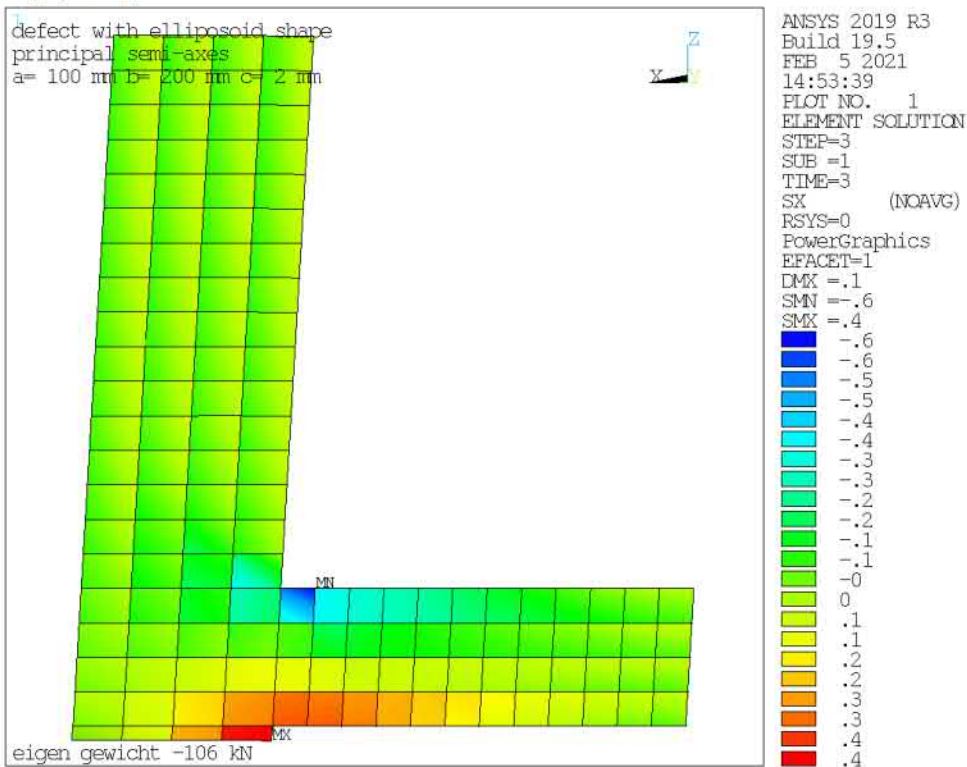 1
defect with elliposoid shape
principal semi-axes
a= 100 mm b= 200 mm c= 2 mm
Z
X Y
MN
MX
eigen gewicht -106 kN
ANSYS 2019 R3
Build 19.5
FEB 5 2021
14:53:39
PLOT NO. 1
ELEMENT SOLUTION
STEP=3
SUB =1
TIME=3
SX (NOAVG)
RSYS=0
PowerGraphics
EFACET=1
DMX =.1
SMN =-.6
SMX =.4
-.6
-.6
-.5
-.5
-.4
-.4
-.3
-.3
-.2
-.2
-.1
-.1
-0
0
.1
.1
.2
.2
.3
.3
.4
.4